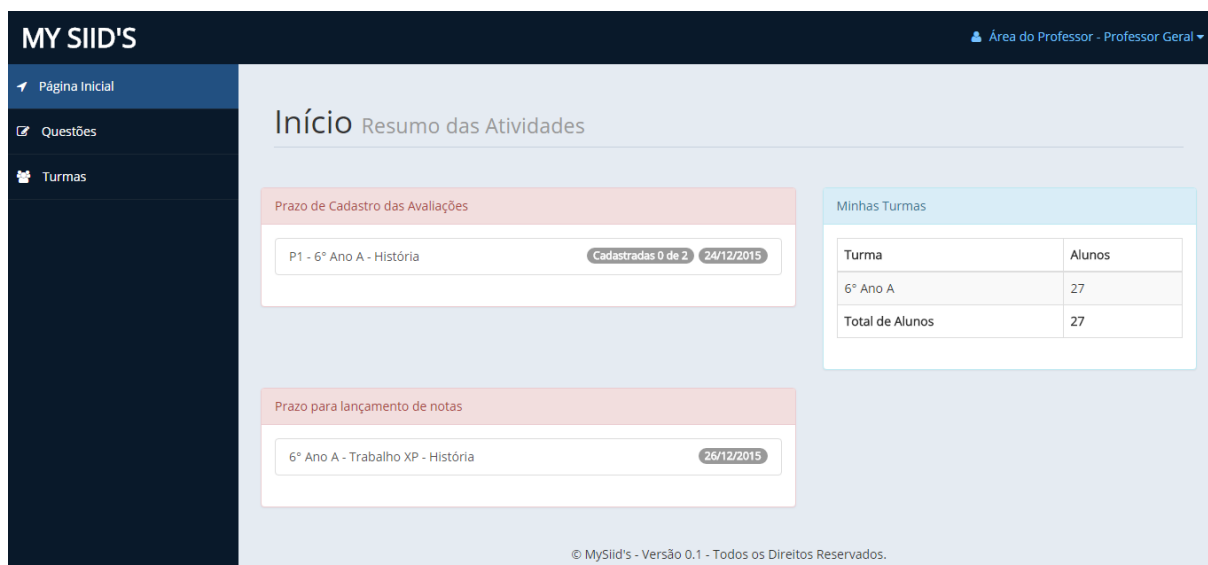 MY SIID'S
Área do Professor - Professor Geral
Página Inicial
Questões
Turmas
Início Resumo das Atividades
Prazo de Cadastro das Avaliações
P1 - 6º Ano A - História Cadastradas 0 de 2 24/12/2015
Minhas Turmas
Turma Alunos
6º Ano A 27
Total de Alunos 27
Prazo para lançamento de notas
6º Ano A - Trabalho XP - História 26/12/2015
© MySiid's - Versão 0.1 - Todos os Direitos Reservados.